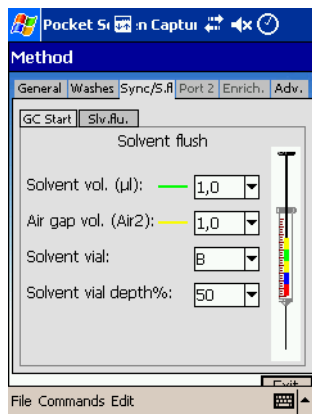 Pocket Sc :n Captur
Method
General Washes Sync/S.fl Port 2 Enrich. Adv.
GC Start Slv.flu.
Solvent flush
Solvent vol. (µl): 1,0
Air gap vol. (Air2): 1,0
Solvent vial: B
Solvent vial depth%: 50
Exit
File Commands Edit